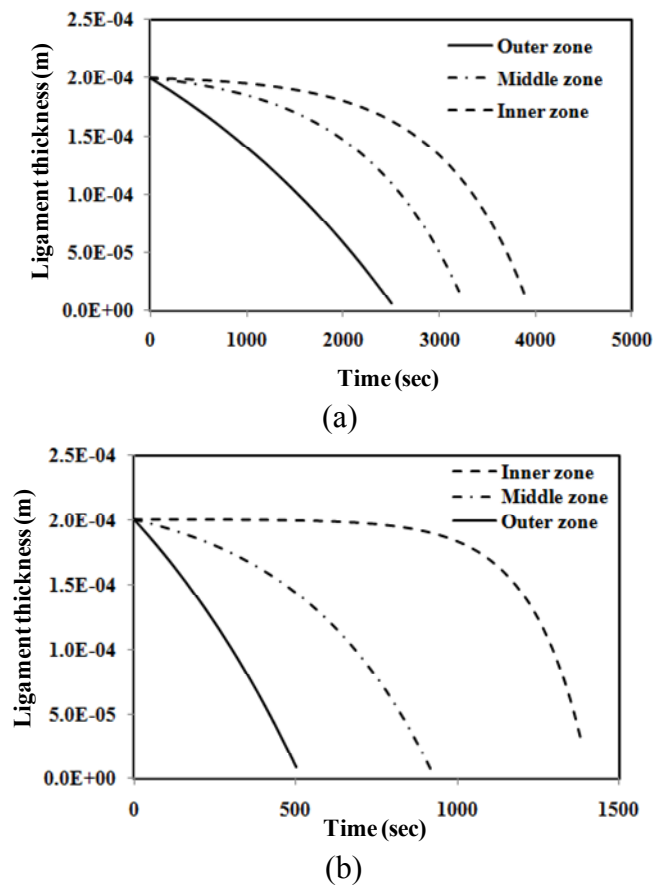 2.5E-04
2.0E-04
1.5E-04
1.0E-04
5.0E-05
0.0E+00
Ligament thickness (m)
Outer zone
Middle zone
Inner zone
0 1000 2000 3000 4000 5000
Time (sec)
(a)
2.5E-04
2.0E-04
1.5E-04
1.0E-04
5.0E-05
0.0E+00
Ligament thickness (m)
Inner zone
Middle zone
Outer zone
0 500 1000 1500
Time (sec)
(b)